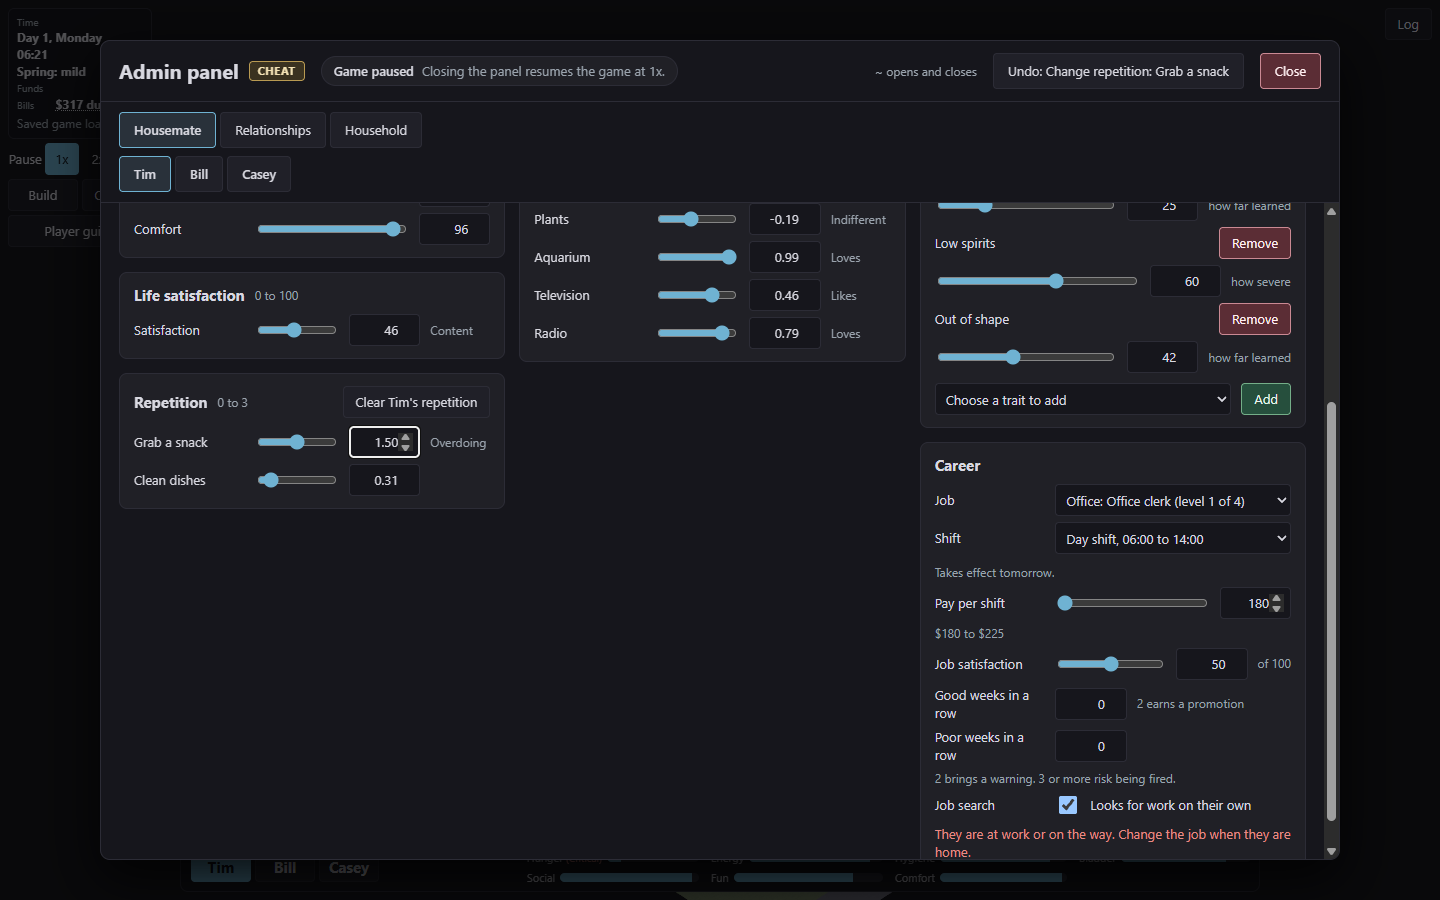 Time
Day 1, Monday
06:21
Spring: mild
Funds
Bills $317 du
Saved game loa
Pause 1x 2
Build C
Player gui
Log
Admin panel CHEAT Game paused Closing the panel resumes the game at 1x. ~ opens and closes Undo: Change repetition: Grab a snack Close
Housemate Relationships Household
Tim Bill Casey
Comfort 96
Life satisfaction 0 to 100
Satisfaction 46 Content
Repetition 0 to 3 Clear Tim's repetition
Grab a snack 1.50 Overdoing
Clean dishes 0.31
Plants -0.19 Indifferent
Aquarium 0.99 Loves
Television 0.46 Likes
Radio 0.79 Loves
25 how far learned
Low spirits Remove
60 how severe
Out of shape Remove
42 how far learned
Choose a trait to add Add
Career
Job Office: Office clerk (level 1 of 4)
Shift Day shift, 06:00 to 14:00
Takes effect tomorrow.
Pay per shift 180
$180 to $225
Job satisfaction 50 of 100
Good weeks in a
row 0 2 earns a promotion
Poor weeks in a
row 0
2 brings a warning. 3 or more risk being fired.
Job search Looks for work on their own
They are at work or on the way. Change the job when they are
home.
Tim Bill Casey
Social Fun Comfort